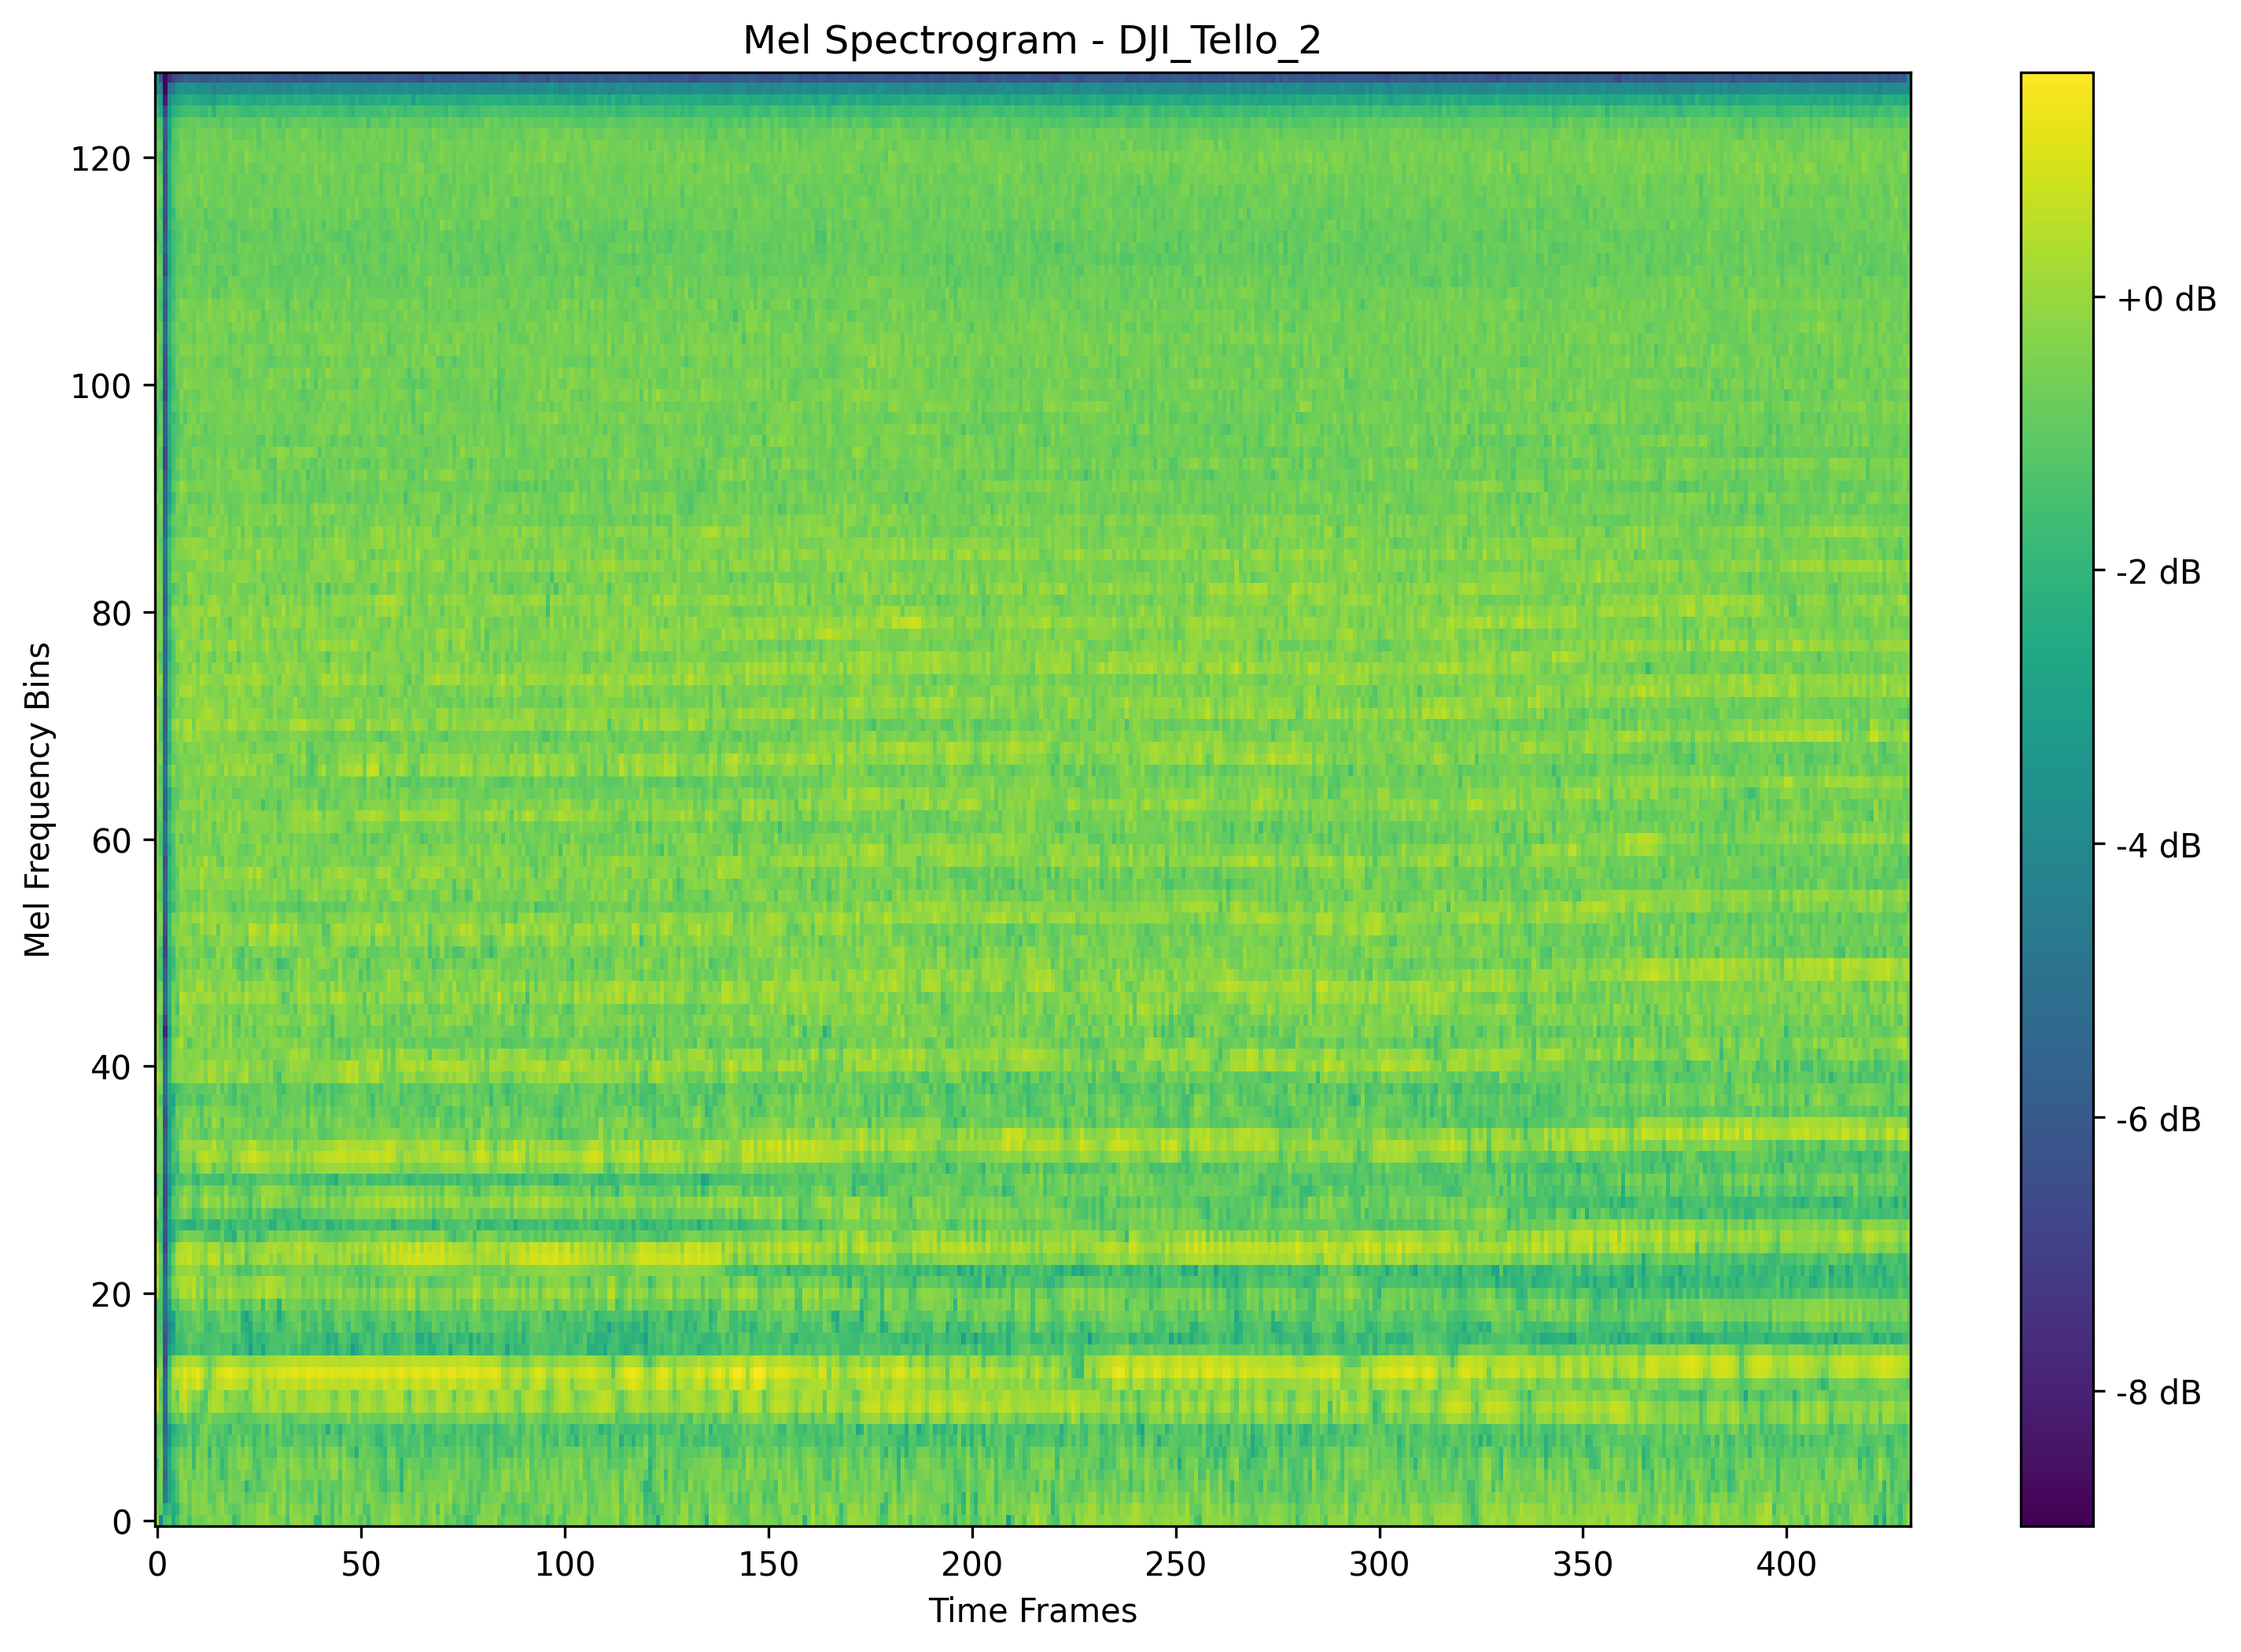 Mel Spectrogram - DJI_Tello_2
Mel Frequency Bins
120
100
80
60
40
20
0
0 50 100 150 200 250 300 350 400
Time Frames
+0 dB
-2 dB
-4 dB
-6 dB
-8 dB